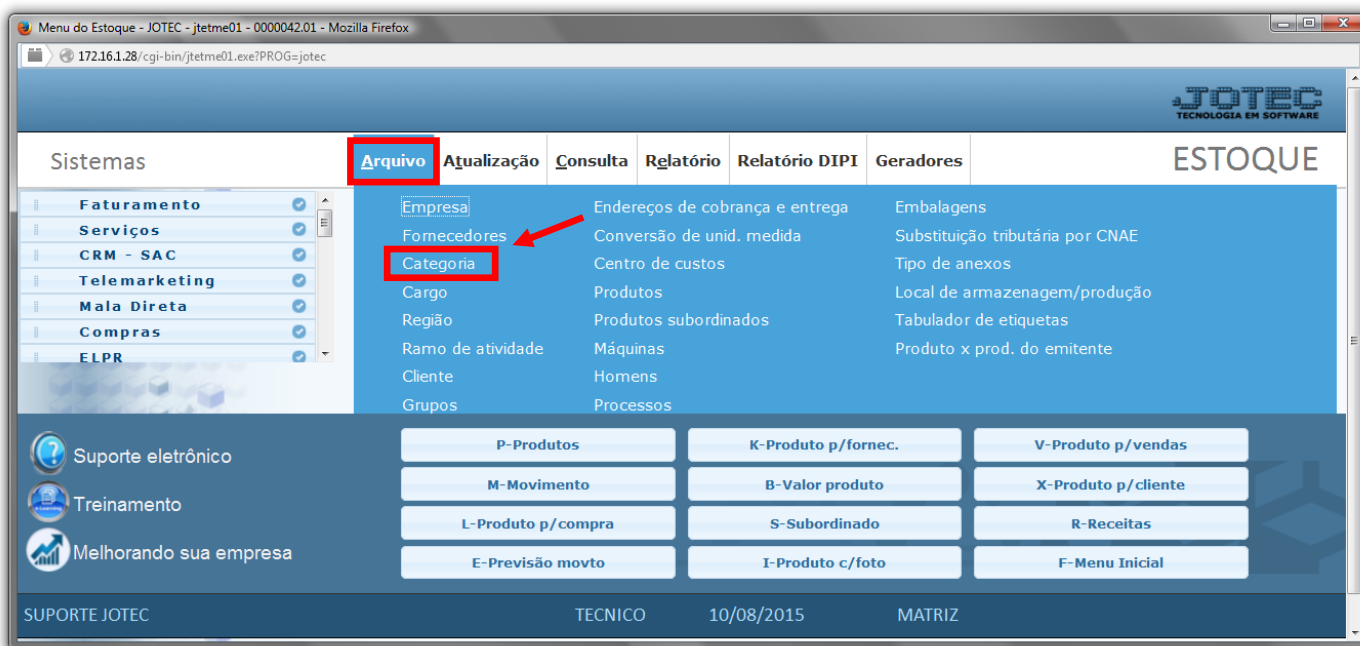 Menu do Estoque - JOTEC - jtetme01 - 0000042.01 - Mozilla Firefox
172.16.1.28/cgi-bin/jtetme01.exe?PROG=jotec
JOTEC
TECNOLOGIA EM SOFTWARE
Sistemas
Arquivo Atualização Consulta Relatório Relatório DIPI Geradores
ESTOQUE
Faturamento
Serviços
CRM - SAC
Telemarketing
Mala Direta
Compras
ELPR
Empresa Endereços de cobrança e entrega Embalagens
Fornecedores Conversão de unid. medida Substituição tributária por CNAE
Categoria Centro de custos Tipo de anexos
Cargo Produtos Local de armazenagem/produção
Região Produtos subordinados Tabulador de etiquetas
Ramo de atividade Máquinas Produto x prod. do emitente
Cliente Homens
Grupos Processos
Suporte eletrônico
Treinamento
Melhorando sua empresa
P-Produtos K-Produto p/fornec. V-Produto p/vendas
M-Movimento B-Valor produto X-Produto p/cliente
L-Produto p/compra S-Subordinado R-Receitas
E-Previsão movto I-Produto c/foto F-Menu Inicial
SUPORTE JOTEC TECNICO 10/08/2015 MATRIZ